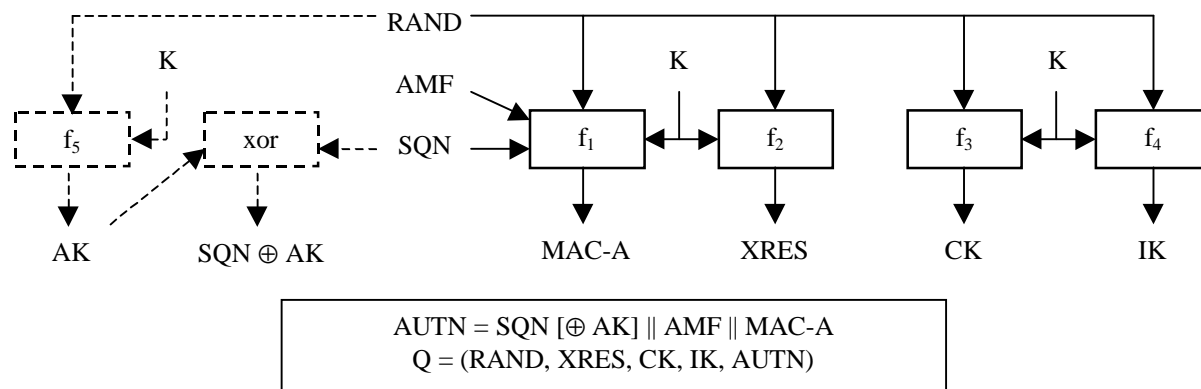 RAND
K
K
K
AMF
f₅
xor
SQN
f₁
f₂
f₃
f₄
AK
SQN ⊕ AK
MAC-A
XRES
CK
IK
AUTN = SQN [⊕ AK] || AMF || MAC-A
Q = (RAND, XRES, CK, IK, AUTN)